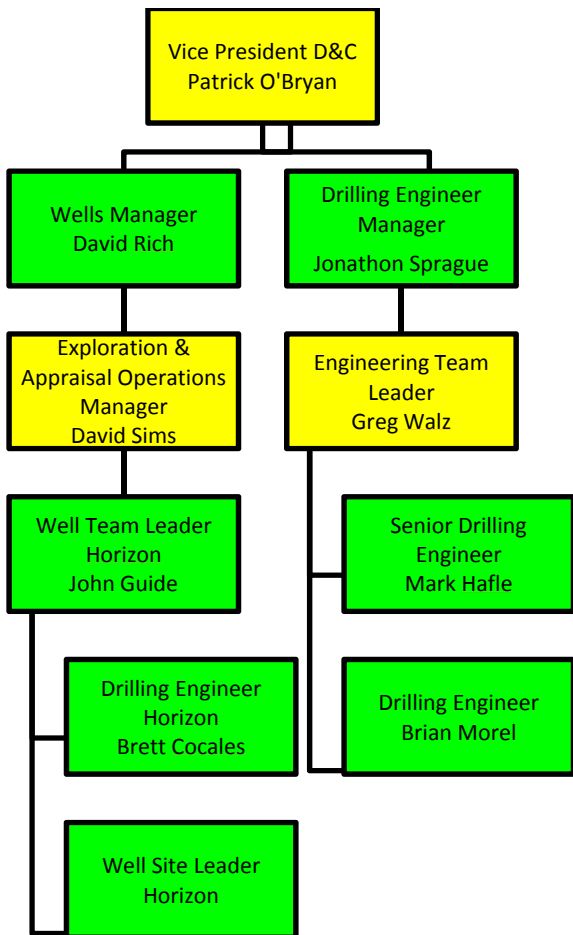 Vice President D&C
Patrick O'Bryan
Wells Manager
David Rich
Drilling Engineer
Manager
Jonathon Sprague
Exploration &
Appraisal Operations
Manager
David Sims
Engineering Team
Leader
Greg Walz
Well Team Leader
Horizon
John Guide
Senior Drilling
Engineer
Mark Hafle
Drilling Engineer
Horizon
Brett Cocales
Drilling Engineer
Brian Morel
Well Site Leader
Horizon